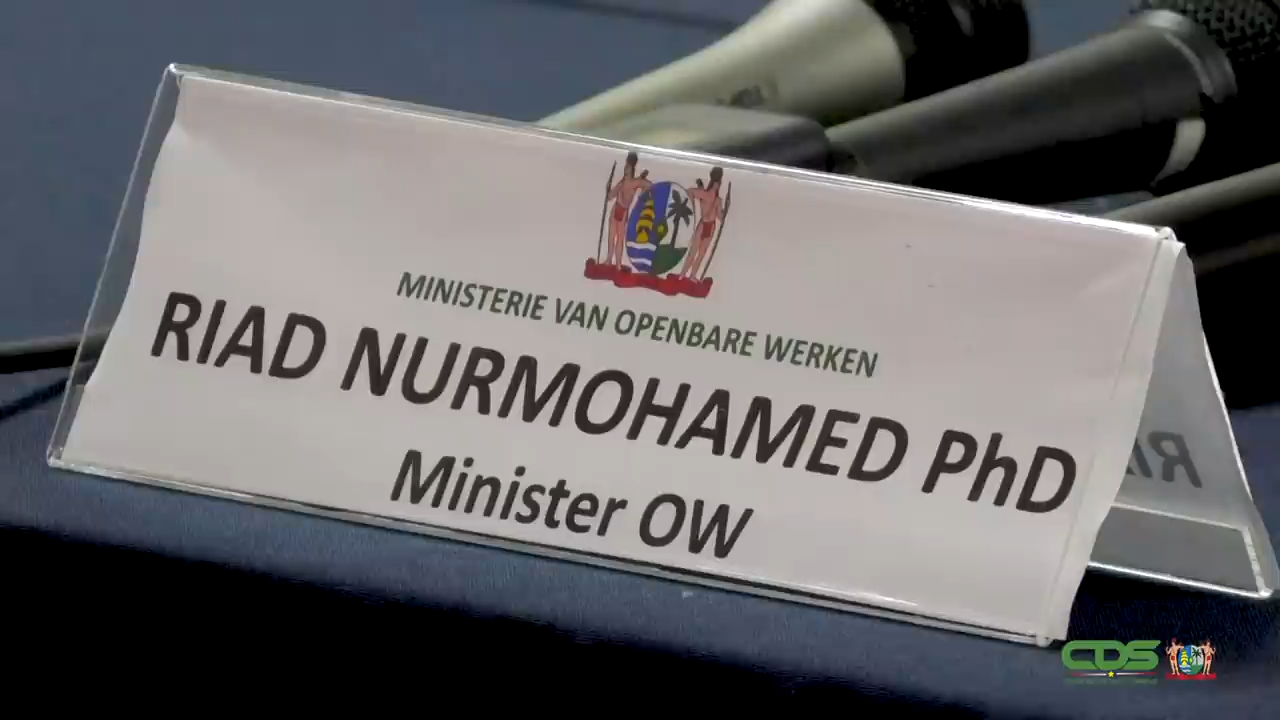 MINISTERIE VAN OPENBARE WERKEN
RIAD NURMOHAMED PhD
Minister OW
CDS